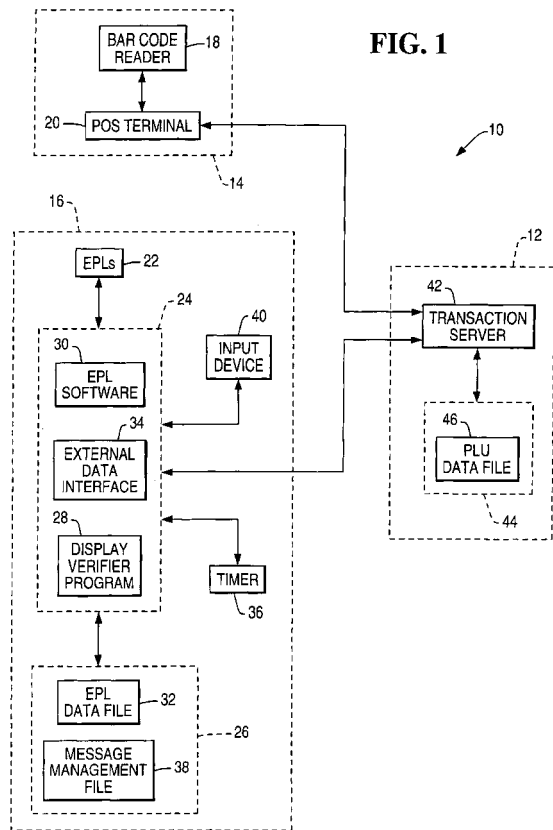 FIG. 1
BAR CODE
READER
18
20
POS TERMINAL
10
14
16
12
EPLs
22
42
24
TRANSACTION
SERVER
40
30
INPUT
DEVICE
EPL
SOFTWARE
34
46
EXTERNAL
DATA
INTERFACE
PLU
DATA FILE
28
44
DISPLAY
VERIFIER
PROGRAM
TIMER
36
EPL
DATA FILE
32
26
MESSAGE
MANAGEMENT
FILE
38